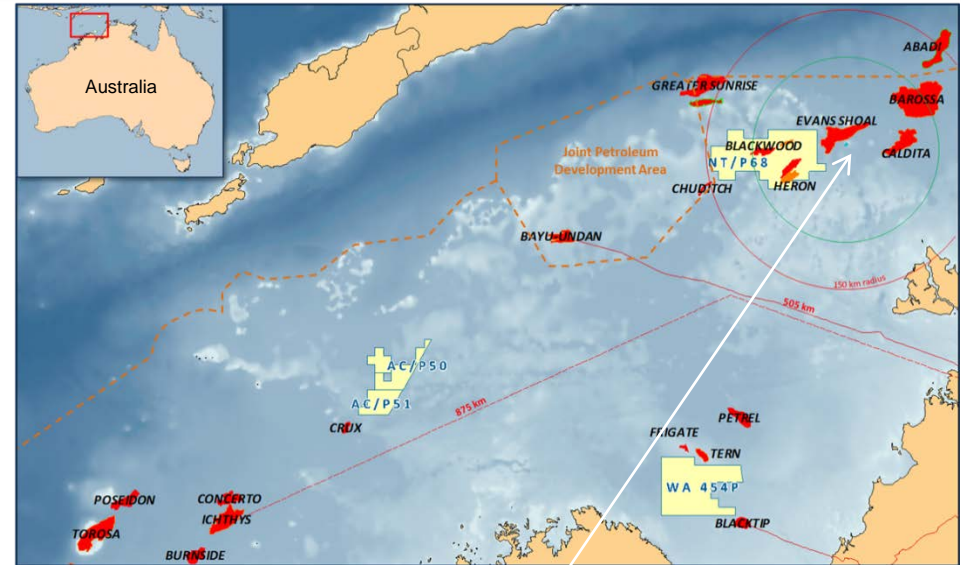 Australia
ABADI
GREATER SUNRISE
BAROSSA
EVANS SHOAL
BLACKWOOD
Joint Petroleum
Development Area
NT/P68
CALDITA
CHUDITCH
HERON
BAYU-UNDAN
150 km radius
505 km
AC/P50
AC/P51
875 km
CRUX
PETREL
FRIGATE
TERN
WA 454P
POSEIDON
CONCERTO
ICHTHYS
TOROSA
BLACKTIP
BURNSIDE